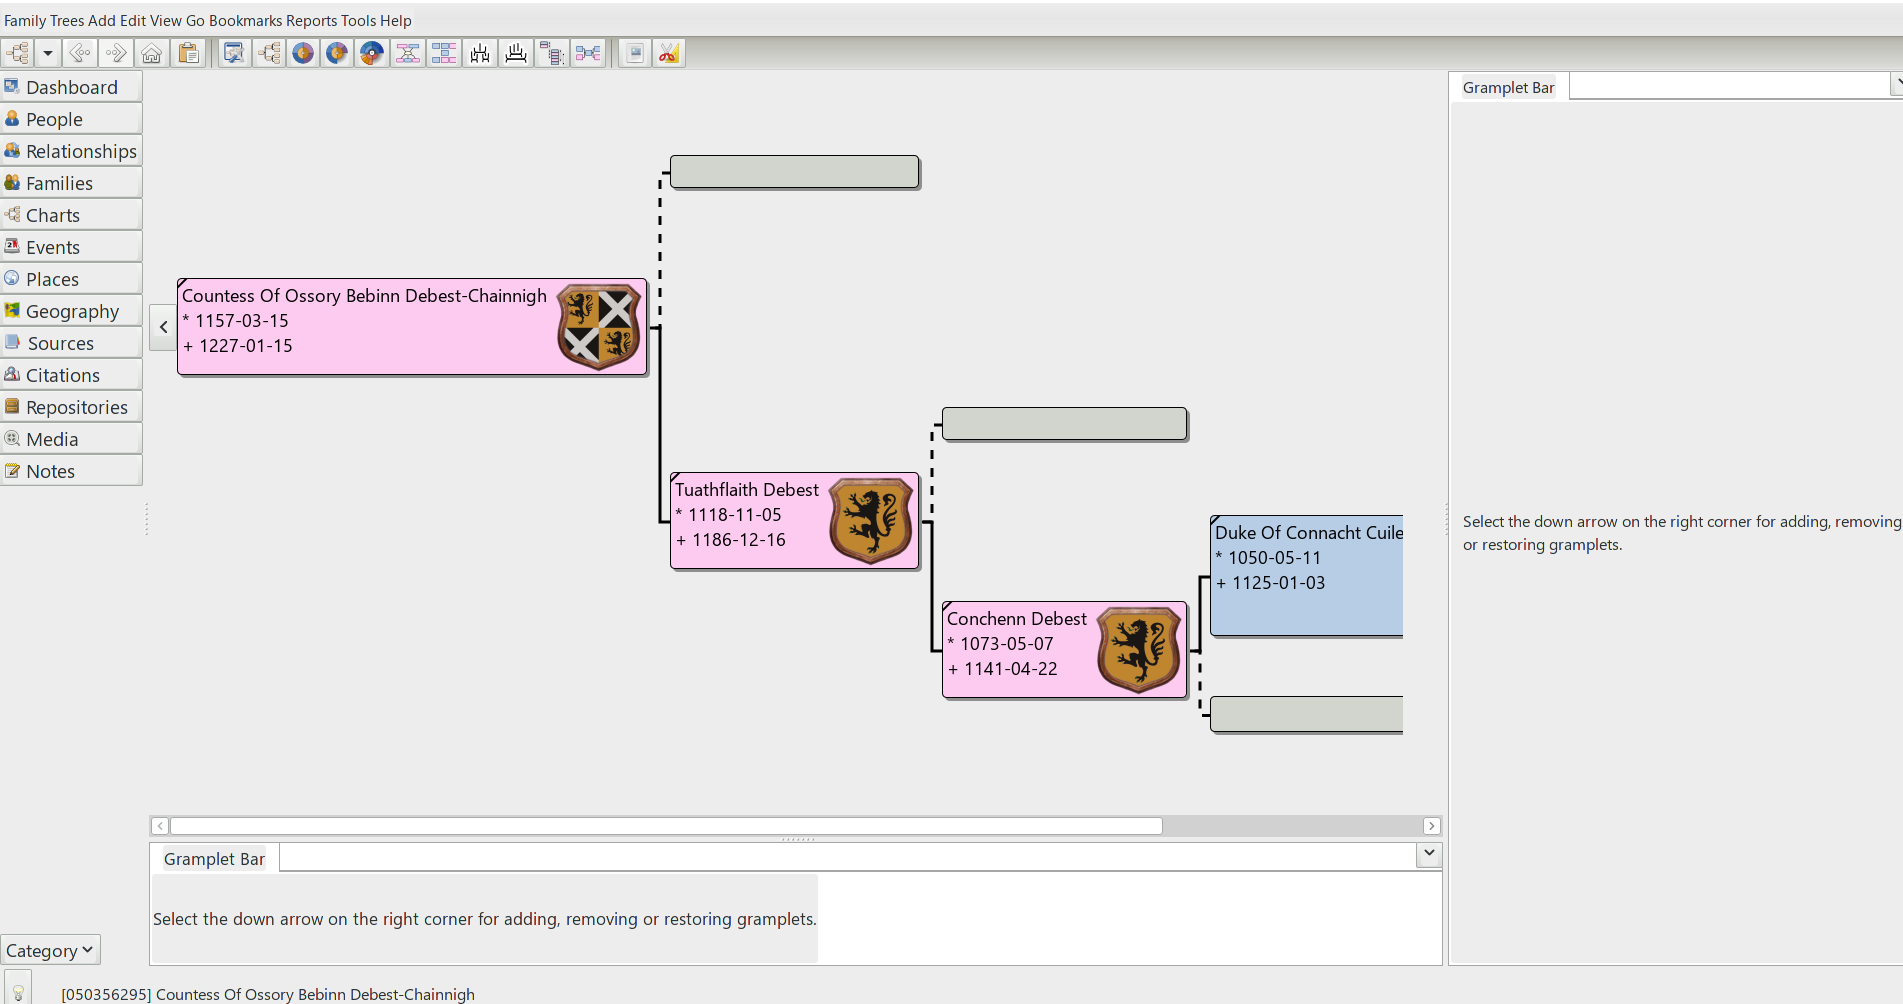 Family Trees Add Edit View Go Bookmarks Reports Tools Help
Dashboard
People
Relationships
Families
Charts
Events
Places
Geography
Sources
Citations
Repositories
Media
Notes
Category
Countess Of Ossory Bebinn Debest-Chainnigh
* 1157-03-15
+ 1227-01-15
Tuathflaith Debest
* 1118-11-05
+ 1186-12-16
Conchenn Debest
* 1073-05-07
+ 1141-04-22
Duke Of Connacht Cuile
* 1050-05-11
+ 1125-01-03
Gramplet Bar
Select the down arrow on the right corner for adding, removing or restoring gramplets.
Gramplet Bar
Select the down arrow on the right corner for adding, removing
or restoring gramplets.
[050356295] Countess Of Ossory Bebinn Debest-Chainnigh